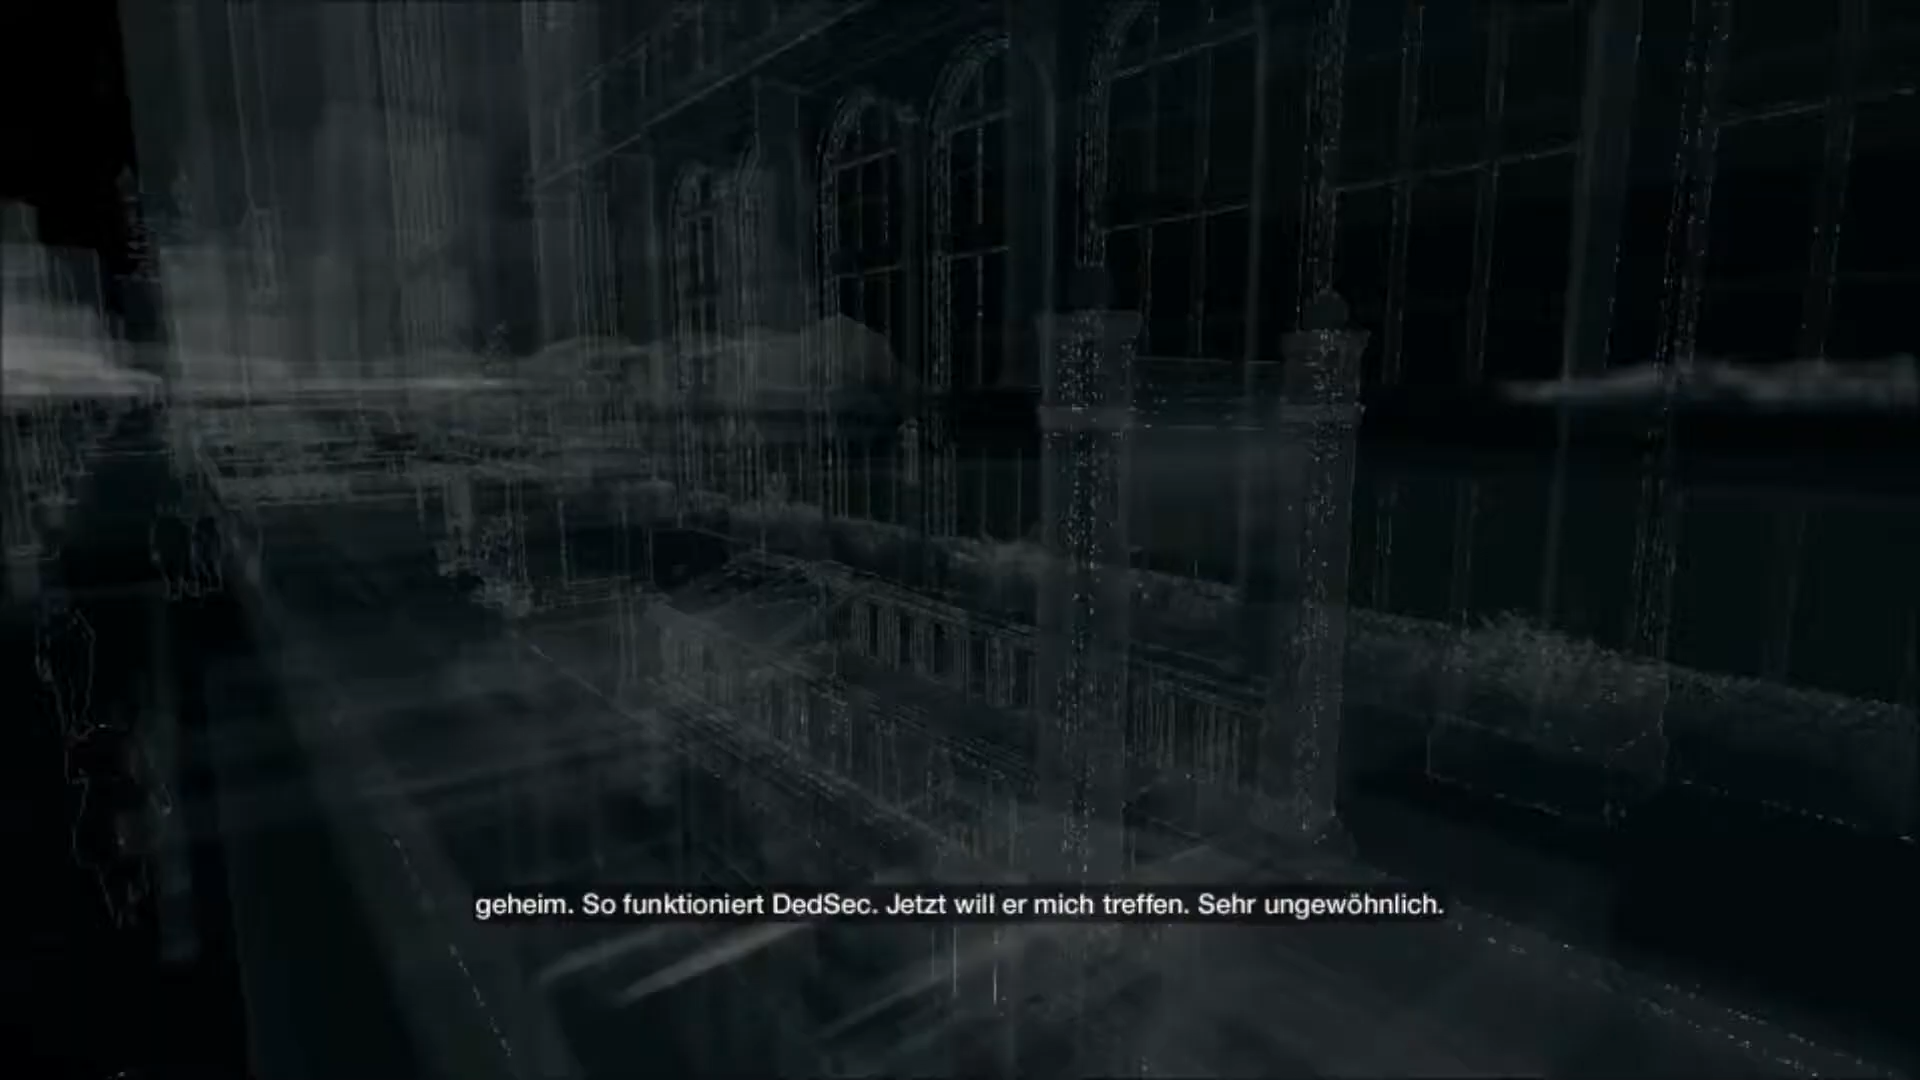 geheim. So funktioniert DedSec. Jetzt will er mich treffen. Sehr ungewöhnlich.